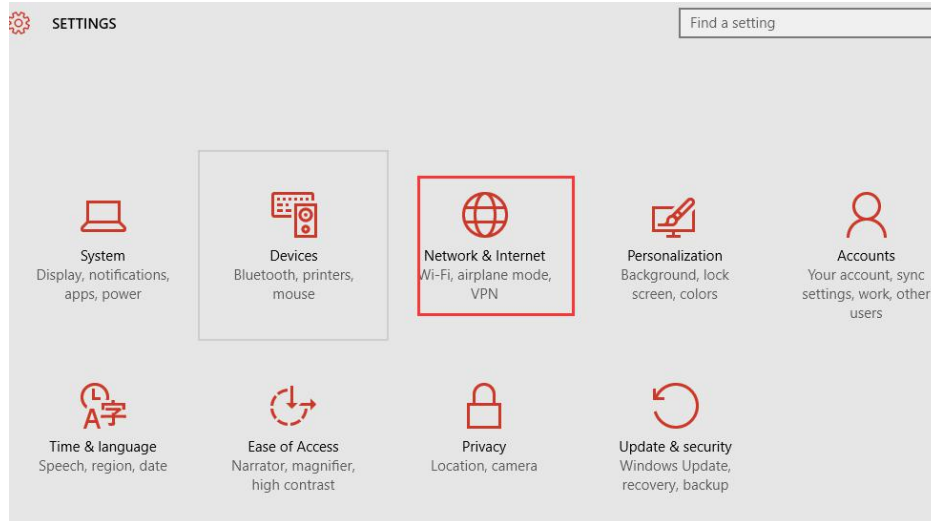 SETTINGS
Find a setting
System
Display, notifications,
apps, power
Devices
Bluetooth, printers,
mouse
Network & Internet
Wi-Fi, airplane mode,
VPN
Personalization
Background, lock
screen, colors
Accounts
Your account, sync
settings, work, other
users
A字
Time & language
Speech, region, date
Ease of Access
Narrator, magnifier,
high contrast
Privacy
Location, camera
Update & security
Windows Update,
recovery, backup